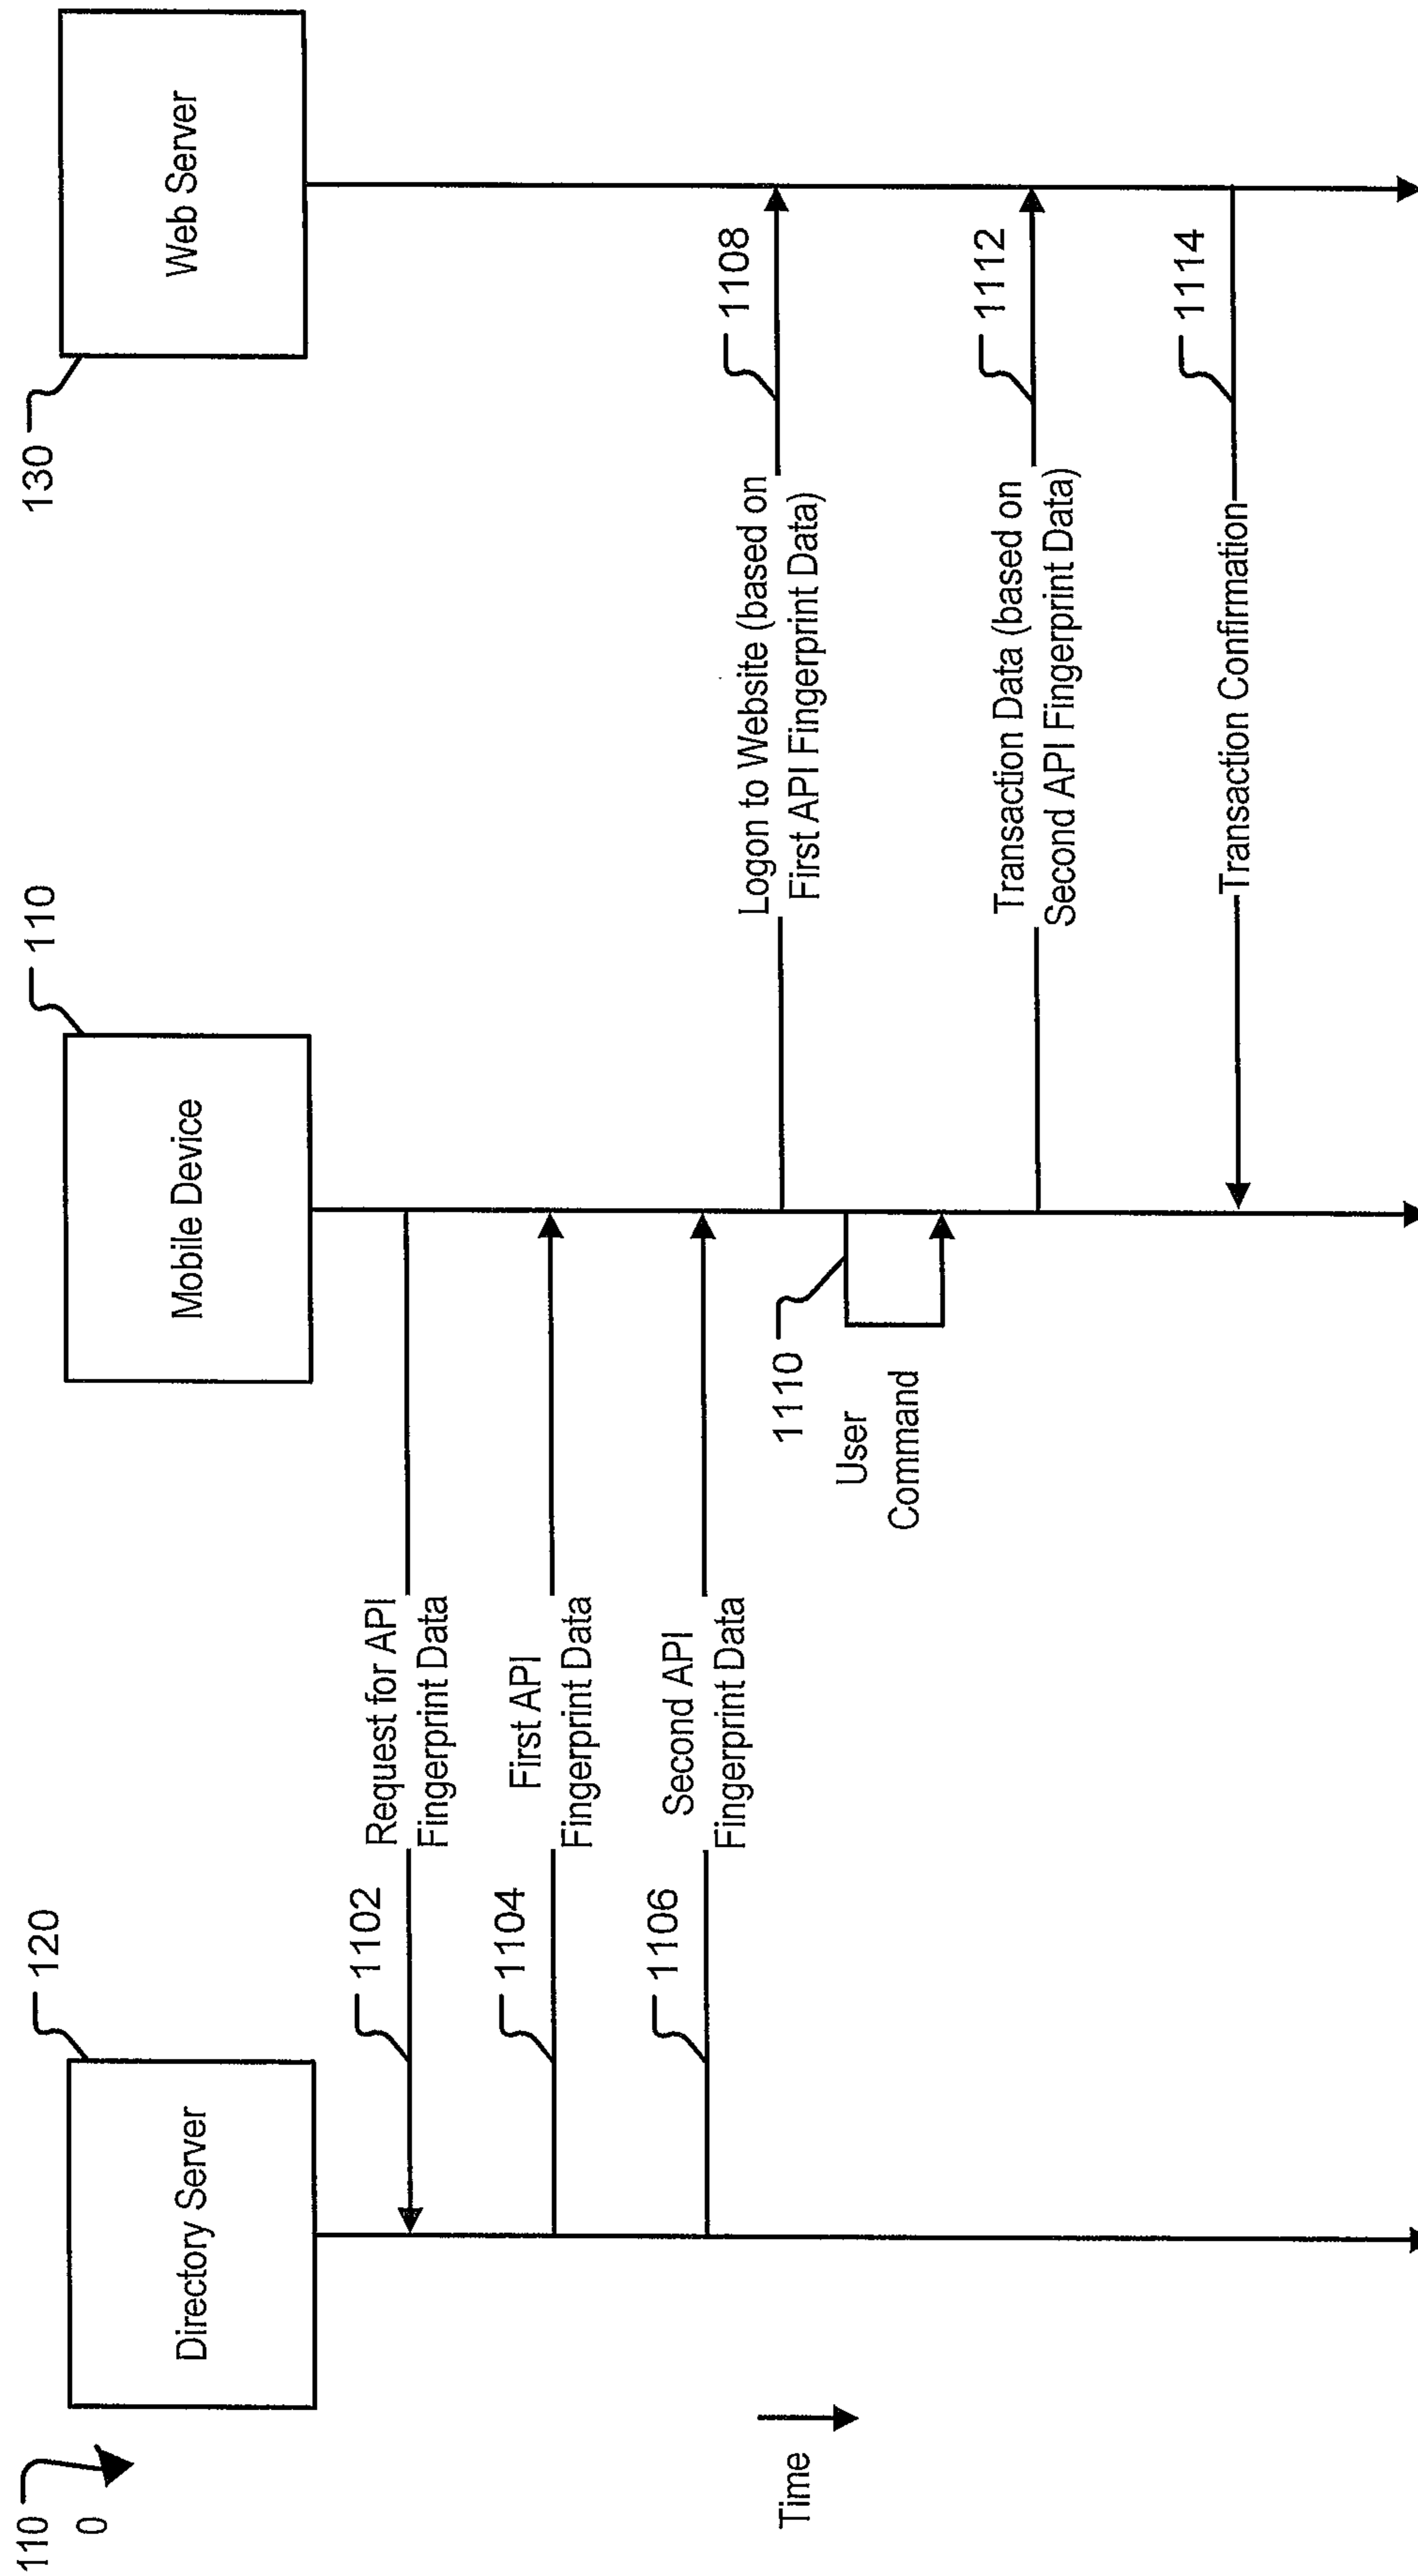 110
0
120
110
130
Directory Server
Mobile Device
Web Server
1102
Request for API
Fingerprint Data
1104
First API
Fingerprint Data
1106
Second API
Fingerprint Data
Logon to Website (based on
First API Fingerprint Data)
1108
1110
User
Command
Time
Transaction Data (based on
Second API Fingerprint Data)
1112
Transaction Confirmation
1114